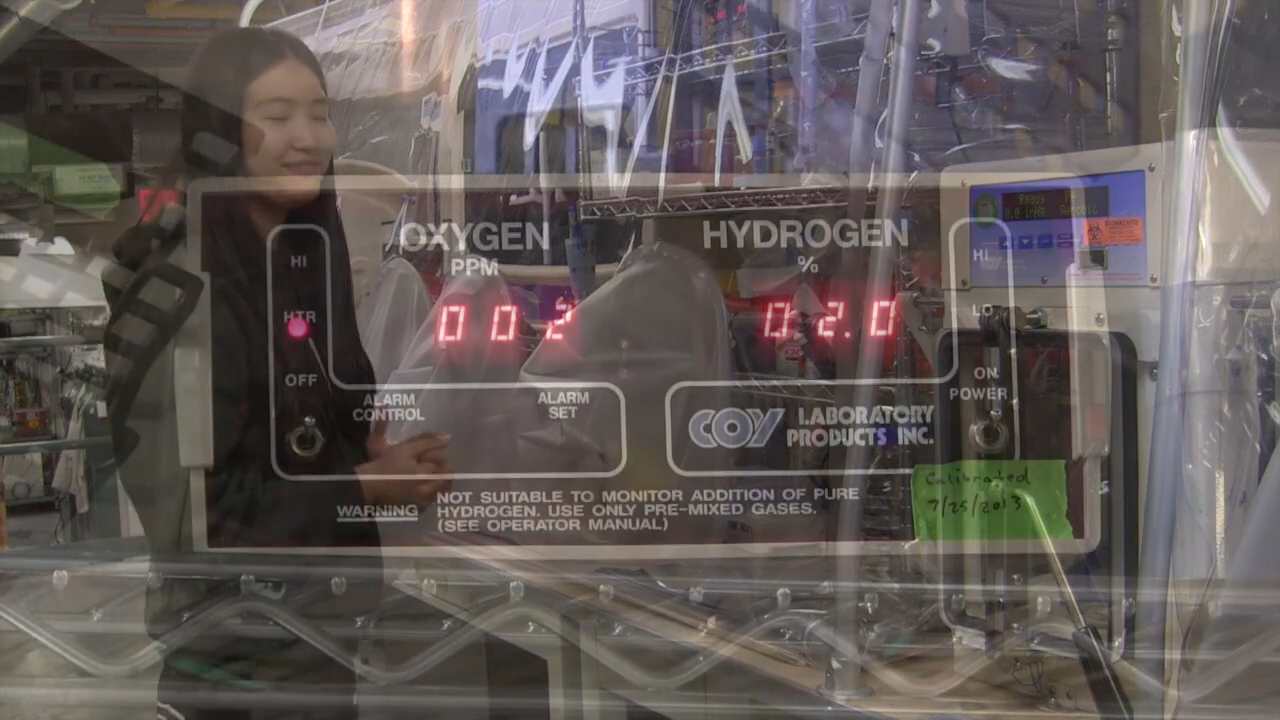 OXYGEN
PPM
HYDROGEN
%
HI
HTR
OFF
002
02.0
HI
LO
ON
POWER
ALARM
CONTROL
ALARM
SET
COY LABORATORY
PRODUCTS INC.
Calibrated
7/25/2013
WARNING
NOT SUITABLE TO MONITOR ADDITION OF PURE
HYDROGEN. USE ONLY PRE-MIXED GASES.
(SEE OPERATOR MANUAL)